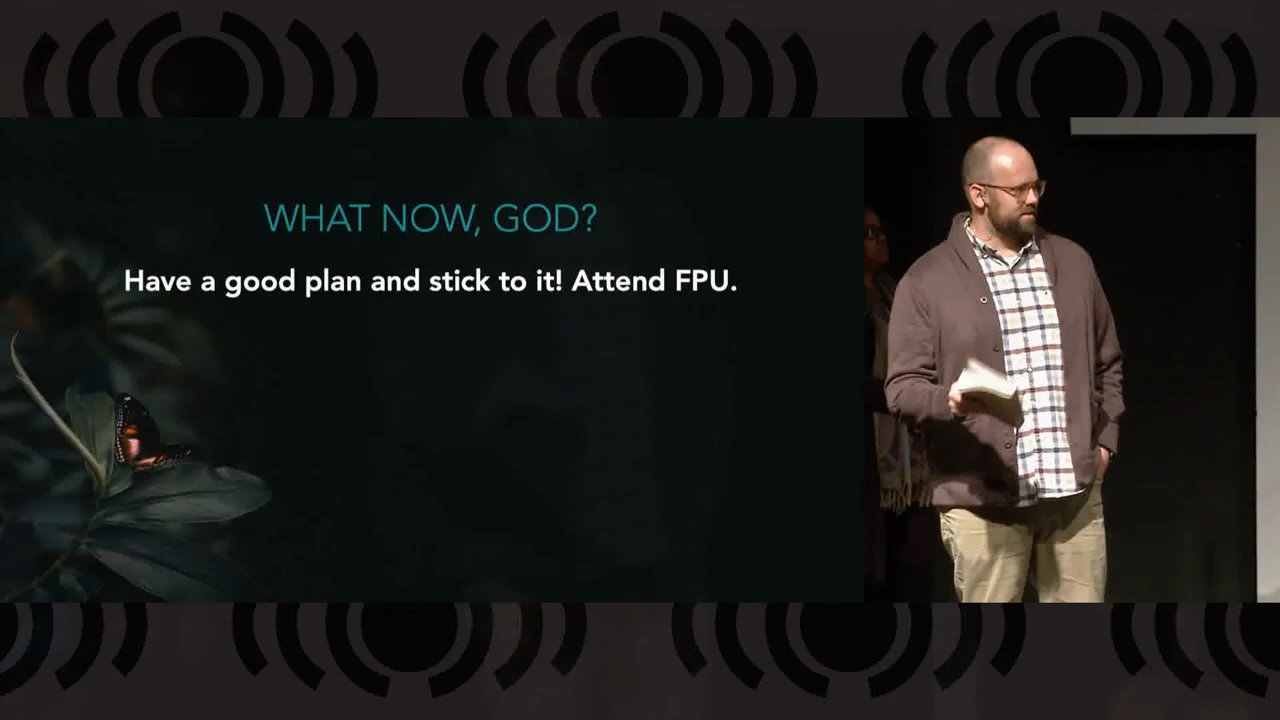 WHAT NOW, GOD?
Have a good plan and stick to it! Attend FPU.